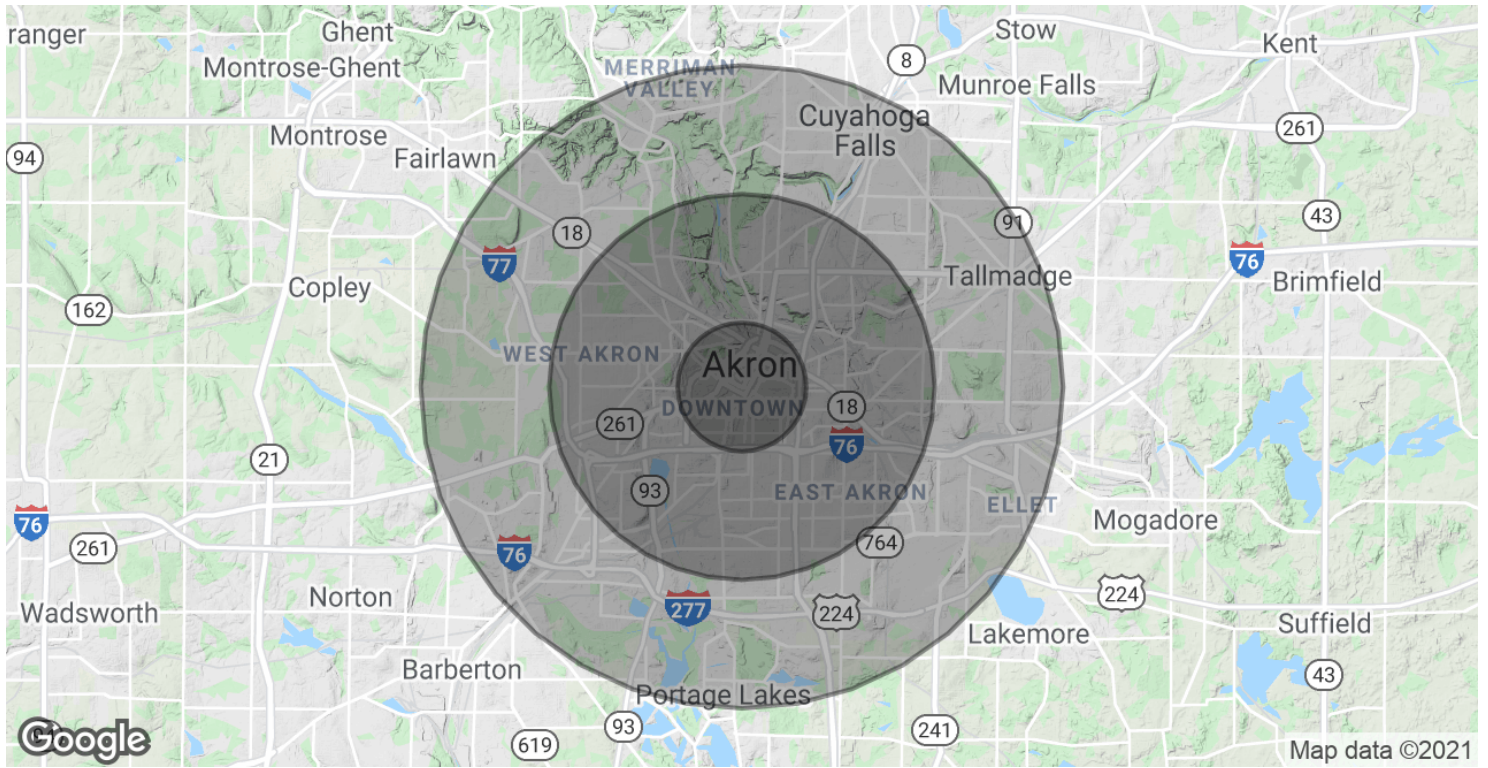 ranger
Ghent
Stow
Kent
8
Montrose-Ghent
MERRIMAN
VALLEY
Munroe Falls
Cuyahoga
Falls
261
Montrose
94
Fairlawn
43
91
18
77
76
Tallmadge
Brimfield
Copley
162
WEST AKRON
Akron
DOWNTOWN
18
261
76
21
93
EAST AKRON
ELLET
Mogadore
76
261
76
764
224
Norton
277
224
Wadsworth
Lakemore
Suffield
Barberton
43
Portage Lakes
93
241
619
Google
Map data ©2021